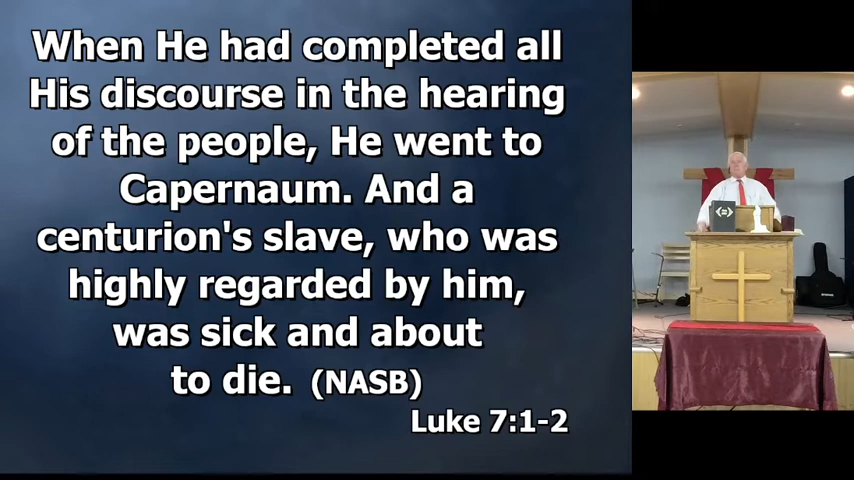 When He had completed all
His discourse in the hearing
of the people, He went to
Capernaum. And a
centurion's slave, who was
highly regarded by him,
was sick and about
to die. (NASB)
Luke 7:1-2